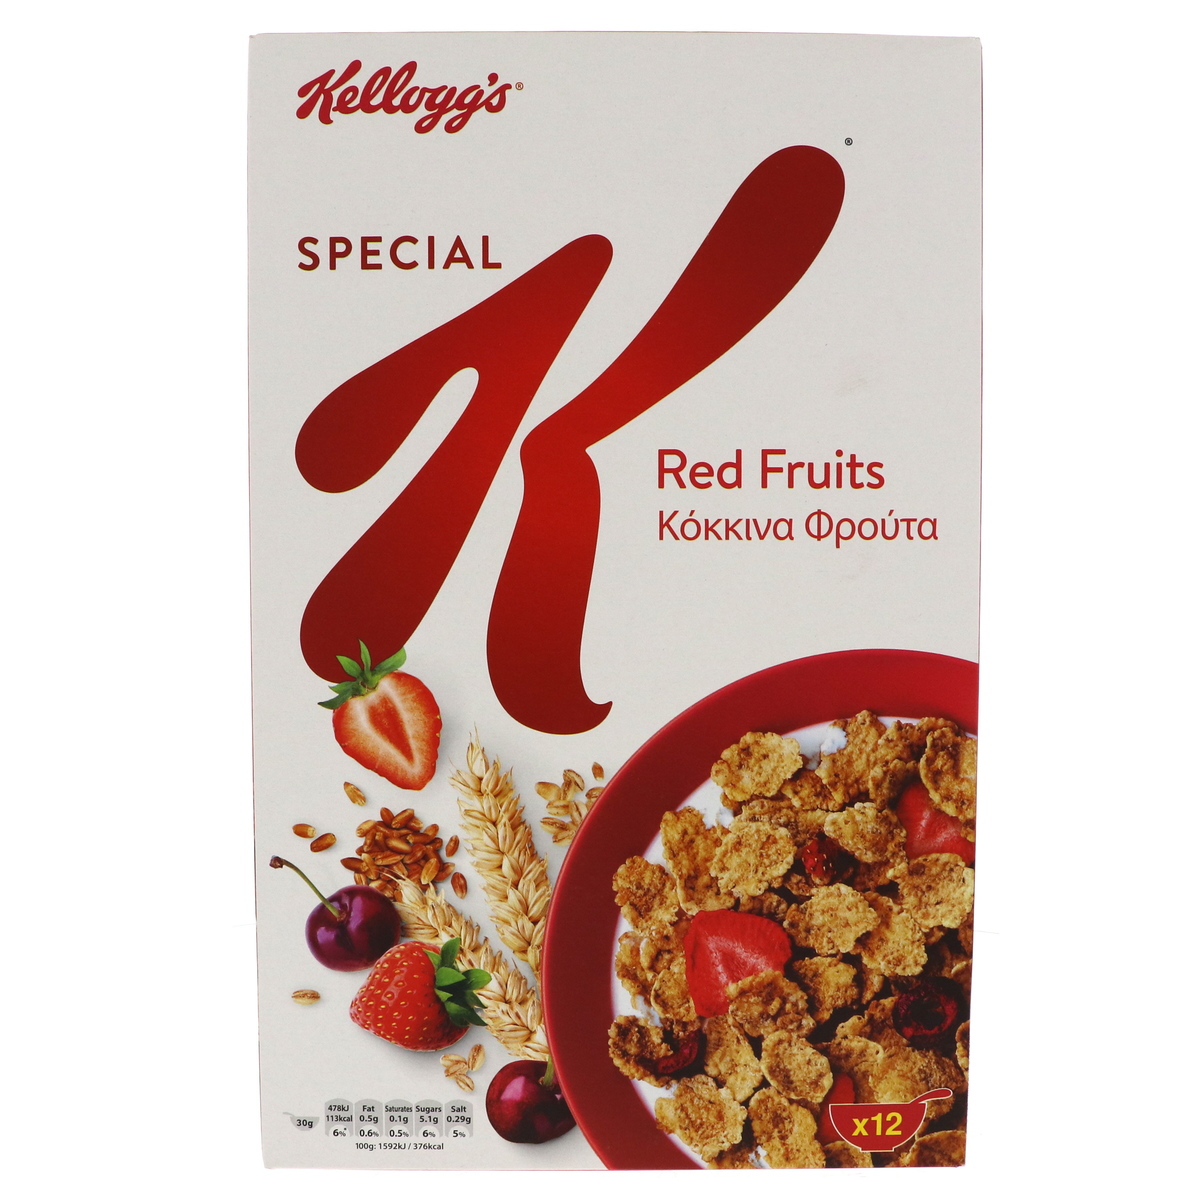 Kellogg's®
®
SPECIAL
K
Red Fruits
Κόκκινα Φρούτα
30g
478kJ 113kcal 6%*
Fat 0.5g 0.6%
Saturates 0.1g 0.5%
Sugars 5.1g 6%
Salt 0.29g 5%
100g: 1592kJ / 376kcal
x12